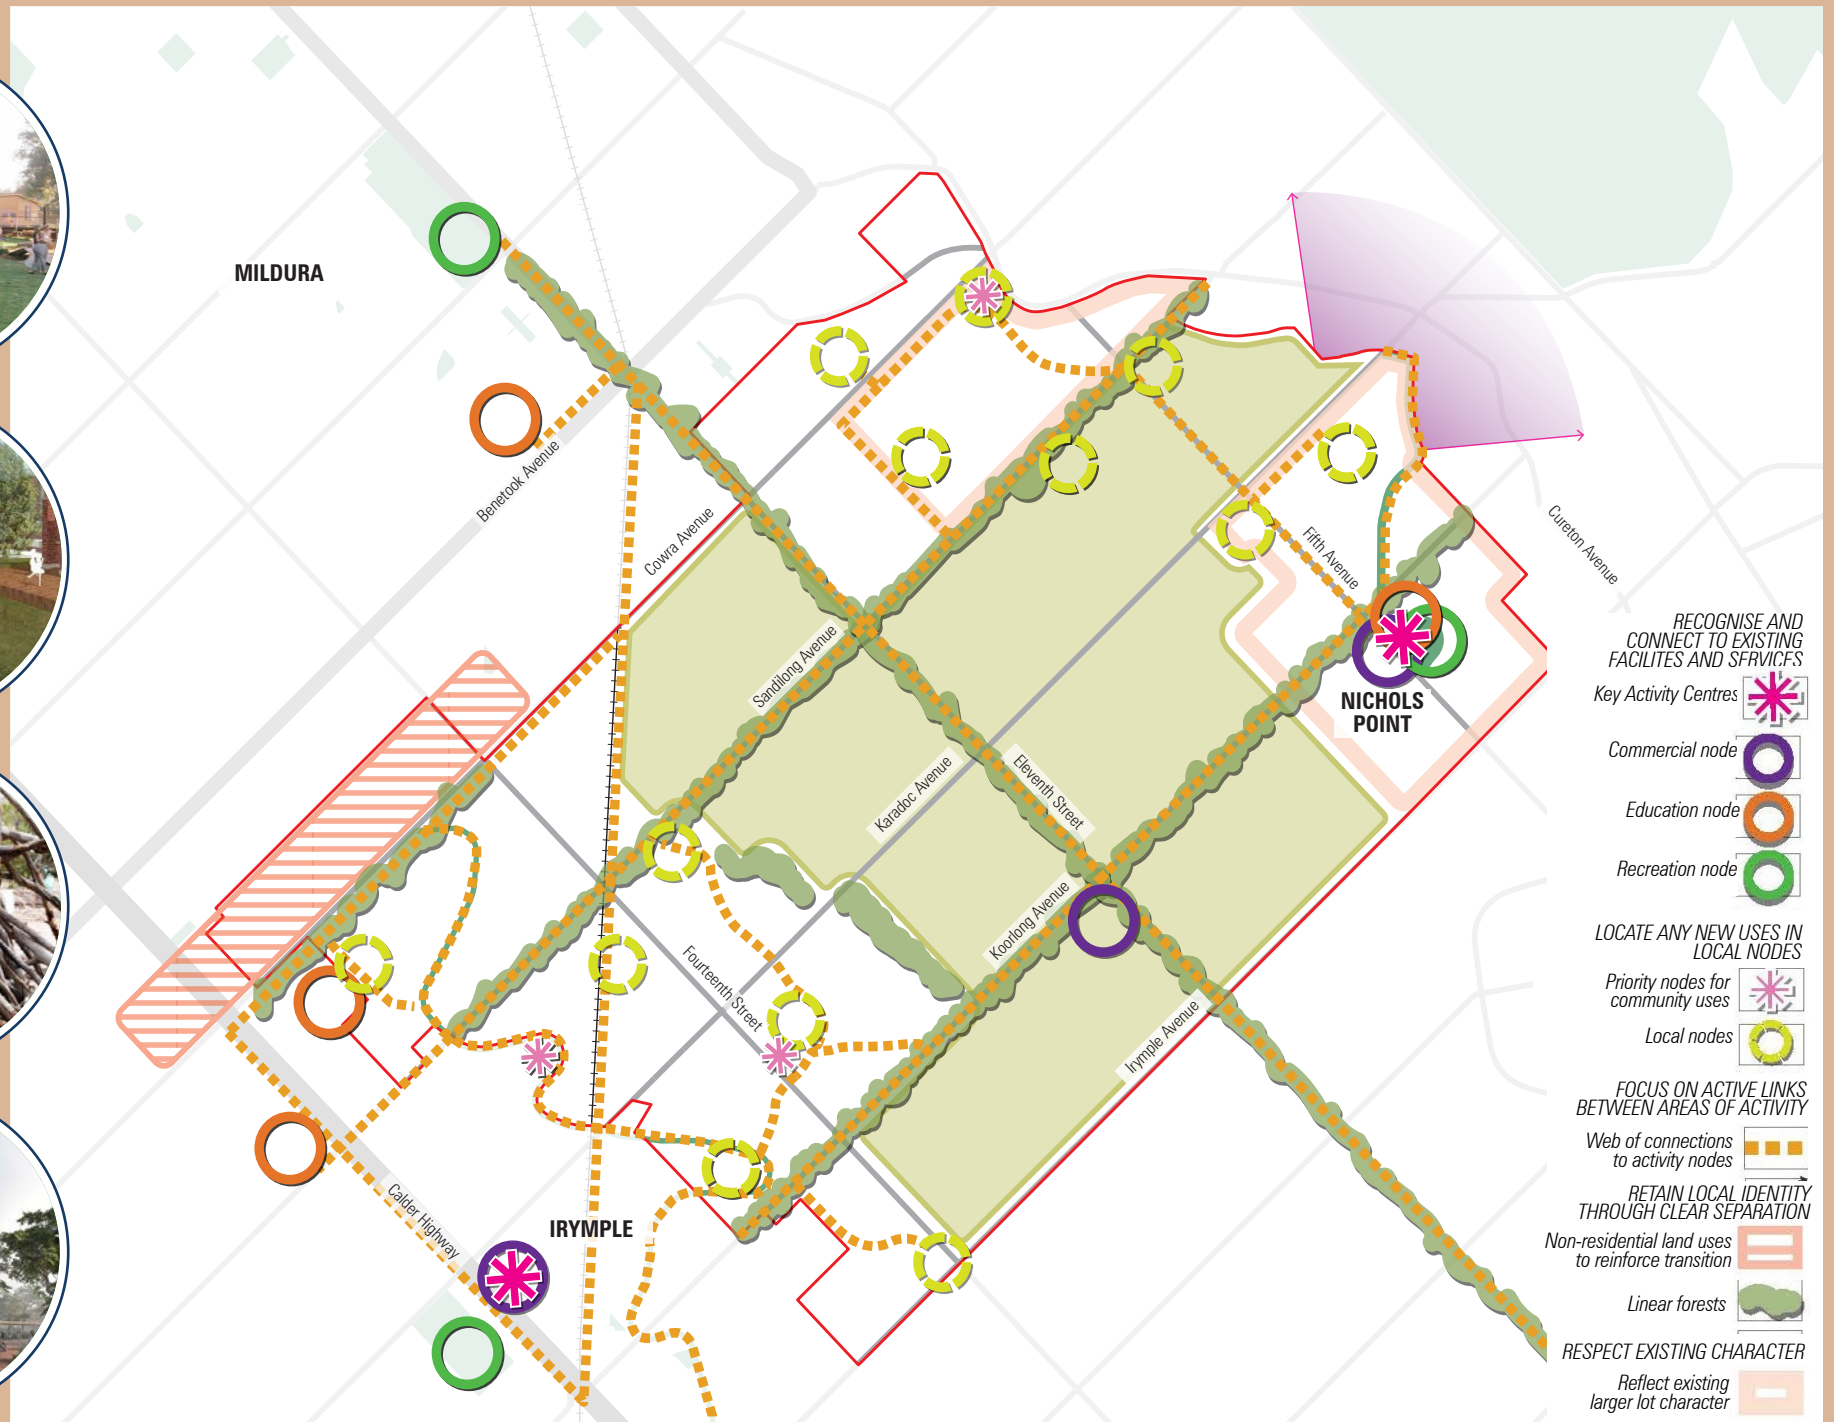 MILDURA
Benetook Avenue
Cowra Avenue
Sandilong Avenue
Karadoc Avenue
Eleventh Street
Fifth Avenue
Cureton Avenue
NICHOLS
POINT
Koorlong Avenue
Fourteenth Street
Irymple Avenue
Calder Highway
IRYMPLE
RECOGNISE AND
CONNECT TO EXISTING
FACILITES AND SERVICES
Key Activity Centres
Commercial node
Education node
Recreation node
LOCATE ANY NEW USES IN
LOCAL NODES
Priority nodes for
community uses
Local nodes
FOCUS ON ACTIVE LINKS
BETWEEN AREAS OF ACTIVITY
Web of connections
to activity nodes
RETAIN LOCAL IDENTITY
THROUGH CLEAR SEPARATION
Non-residential land uses
to reinforce transition
Linear forests
RESPECT EXISTING CHARACTER
Reflect existing
larger lot character